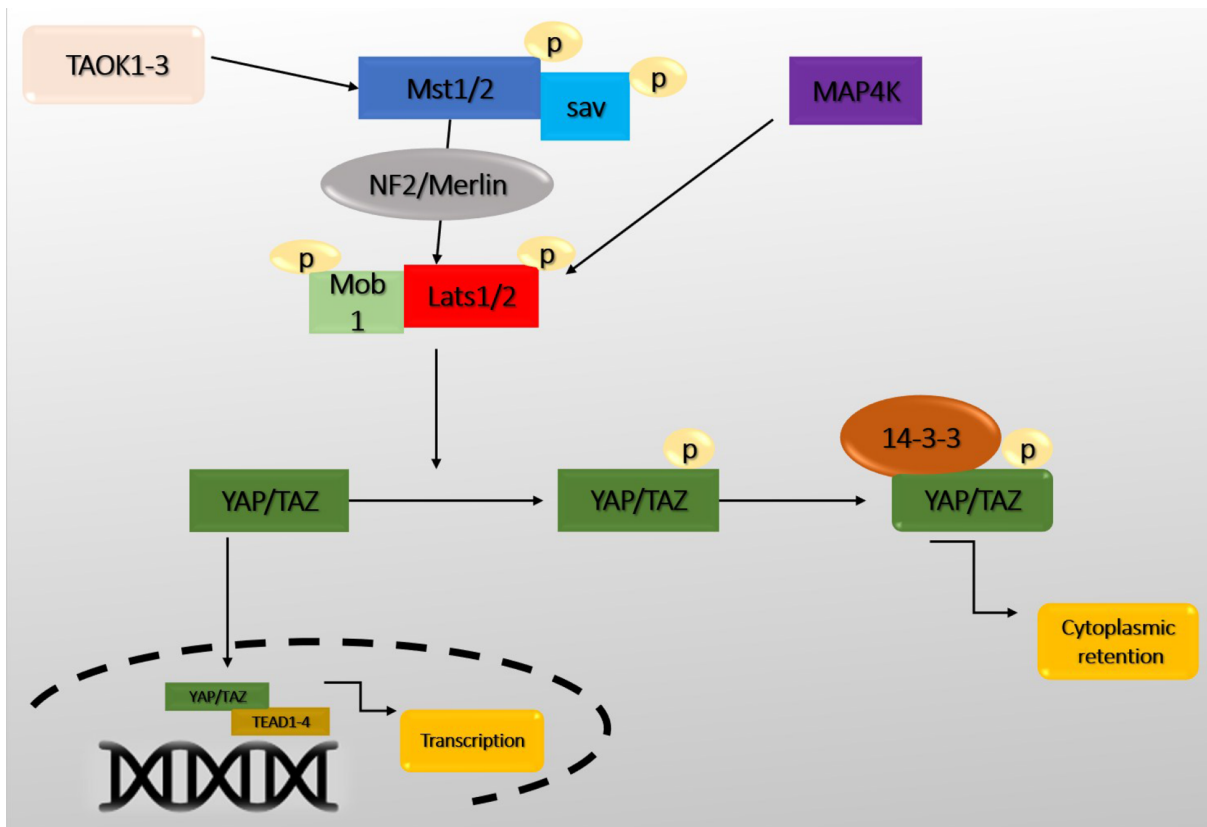 TAOK1-3
Mst1/2
p
sav
p
MAP4K
NF2/Merlin
p
Mob
1
Lats1/2
p
YAP/TAZ
YAP/TAZ
p
14-3-3
p
YAP/TAZ
Cytoplasmic
retention
YAP/TAZ
TEAD1-4
Transcription